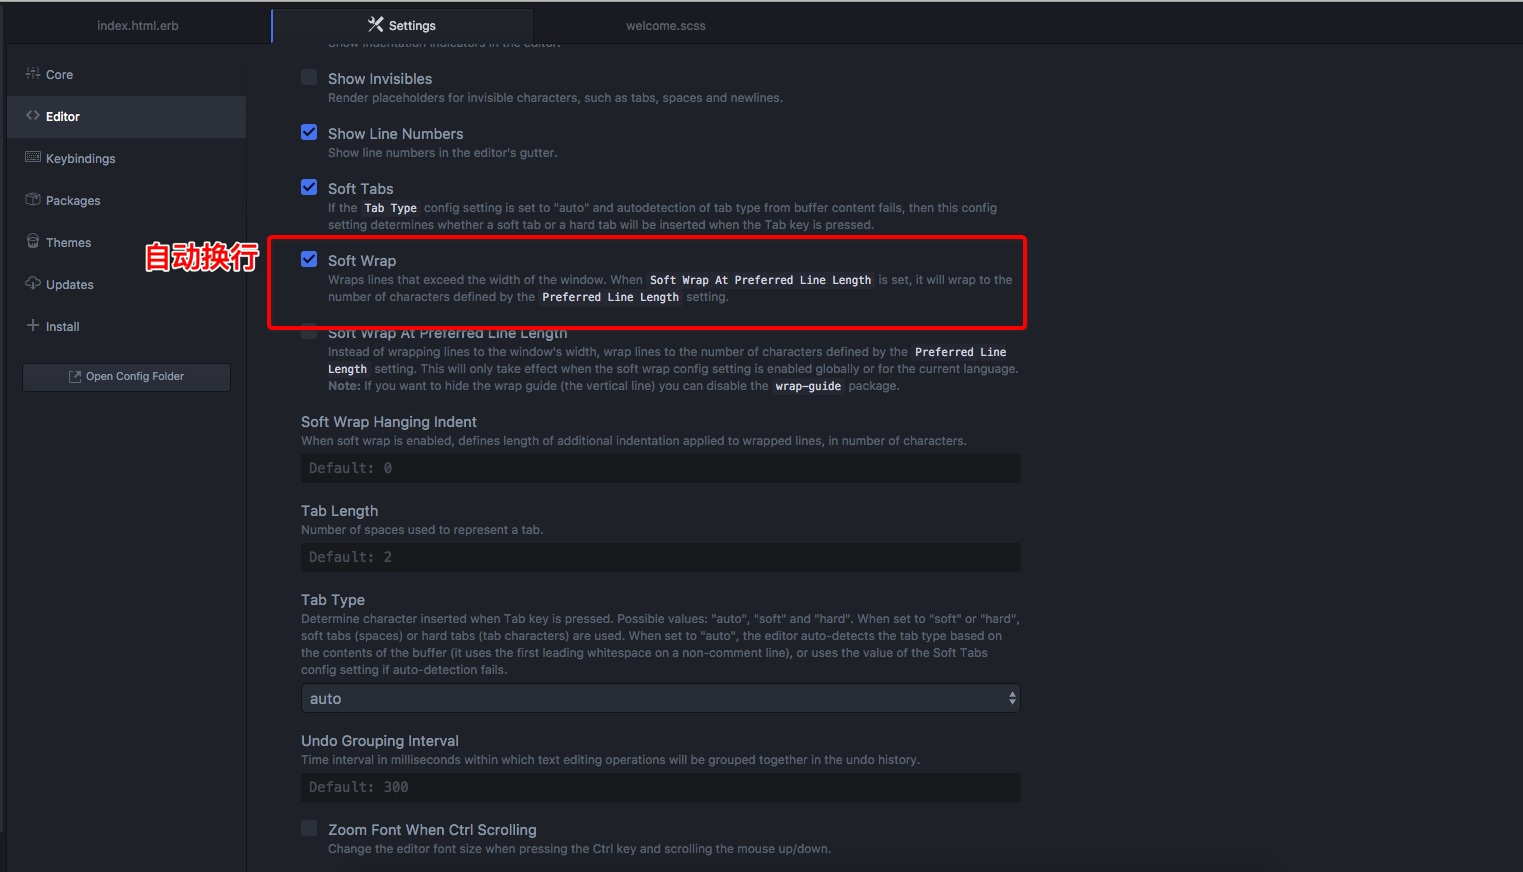 index.html.erb
Settings
welcome.scss
Core
Editor
Keybindings
Packages
Themes
Updates
Install
Open Config Folder
自动换行
Show indentation indicators in the editor.
Show Invisibles
Render placeholders for invisible characters, such as tabs, spaces and newlines.
Show Line Numbers
Show line numbers in the editor's gutter.
Soft Tabs
If the Tab Type config setting is set to "auto" and autodetection of tab type from buffer content fails, then this config
setting determines whether a soft tab or a hard tab will be inserted when the Tab key is pressed.
Soft Wrap
Wraps lines that exceed the width of the window. When Soft Wrap At Preferred Line Length is set, it will wrap to the
number of characters defined by the Preferred Line Length setting.
Soft Wrap At Preferred Line Length
Instead of wrapping lines to the window's width, wrap lines to the number of characters defined by the Preferred Line
Length setting. This will only take effect when the soft wrap config setting is enabled globally or for the current language.
Note: If you want to hide the wrap guide (the vertical line) you can disable the wrap-guide package.
Soft Wrap Hanging Indent
When soft wrap is enabled, defines length of additional indentation applied to wrapped lines, in number of characters.
Default: 0
Tab Length
Number of spaces used to represent a tab.
Default: 2
Tab Type
Determine character inserted when Tab key is pressed. Possible values: "auto", "soft" and "hard". When set to "soft" or "hard",
soft tabs (spaces) or hard tabs (tab characters) are used. When set to "auto", the editor auto-detects the tab type based on
the contents of the buffer (it uses the first leading whitespace on a non-comment line), or uses the value of the Soft Tabs
config setting if auto-detection fails.
auto
Undo Grouping Interval
Time interval in milliseconds within which text editing operations will be grouped together in the undo history.
Default: 300
Zoom Font When Ctrl Scrolling
Change the editor font size when pressing the Ctrl key and scrolling the mouse up/down.